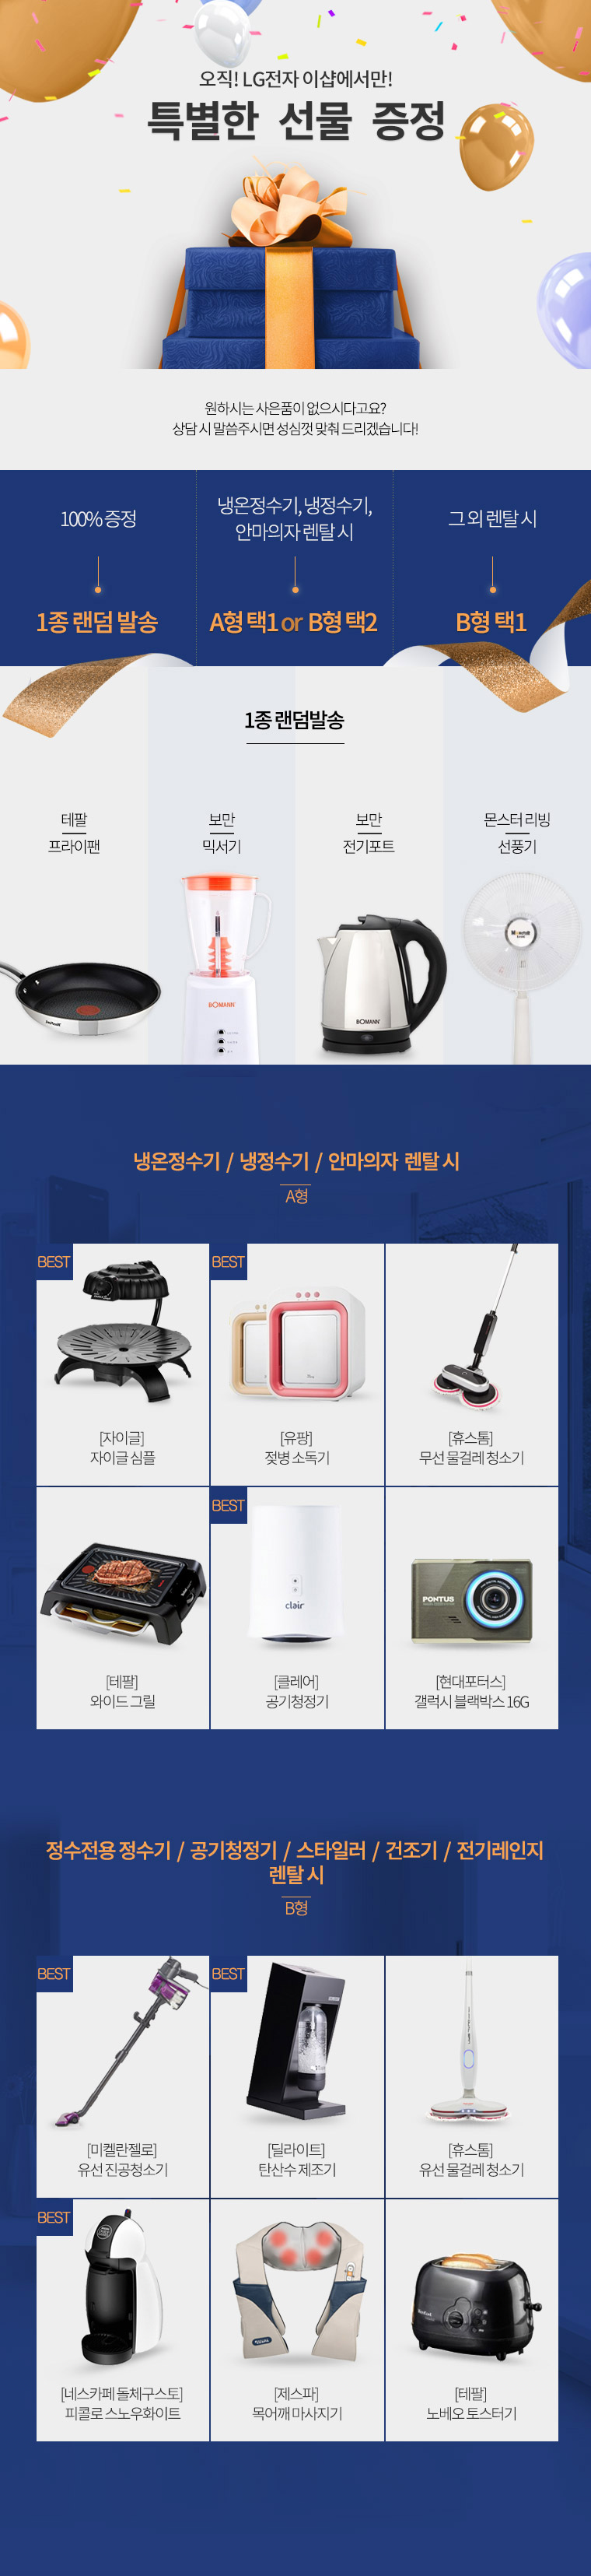 오직! LG전자 이샵에서만!
특별한 선물 증정
원하시는 사은품이 없으시다고요?
상담 시 말씀주시면 성심껏 맞춰 드리겠습니다!
100% 증정
1종 랜덤 발송
냉온정수기, 냉정수기,
안마의자 렌탈 시
A형 택1 or B형 택2
그 외 렌탈 시
B형 택1
1종 랜덤발송
테팔
프라이팬
보만
믹서기
보만
전기포트
몬스터 리빙
선풍기
BOMANN
BOMANN
냉온정수기 / 냉정수기 / 안마의자 렌탈 시
A형
BEST
[자이글]
자이글 심플
BEST
[유팡]
젖병 소독기
[휴스톰]
무선 물걸레 청소기
[테팔]
와이드 그릴
BEST
clair
[클레어]
공기청정기
PONTUS
[현대포터스]
갤럭시 블랙박스 16G
정수전용 정수기 / 공기청정기 / 스타일러 / 건조기 / 전기레인지
렌탈 시
B형
BEST
[미켈란젤로]
유선 진공청소기
BEST
[딜라이트]
탄산수 제조기
[휴스톰]
유선 물걸레 청소기
BEST
[네스카페 돌체구스토]
피콜로 스노우화이트
[제스파]
목어깨 마사지기
Tefal
[테팔]
노베오 토스터기